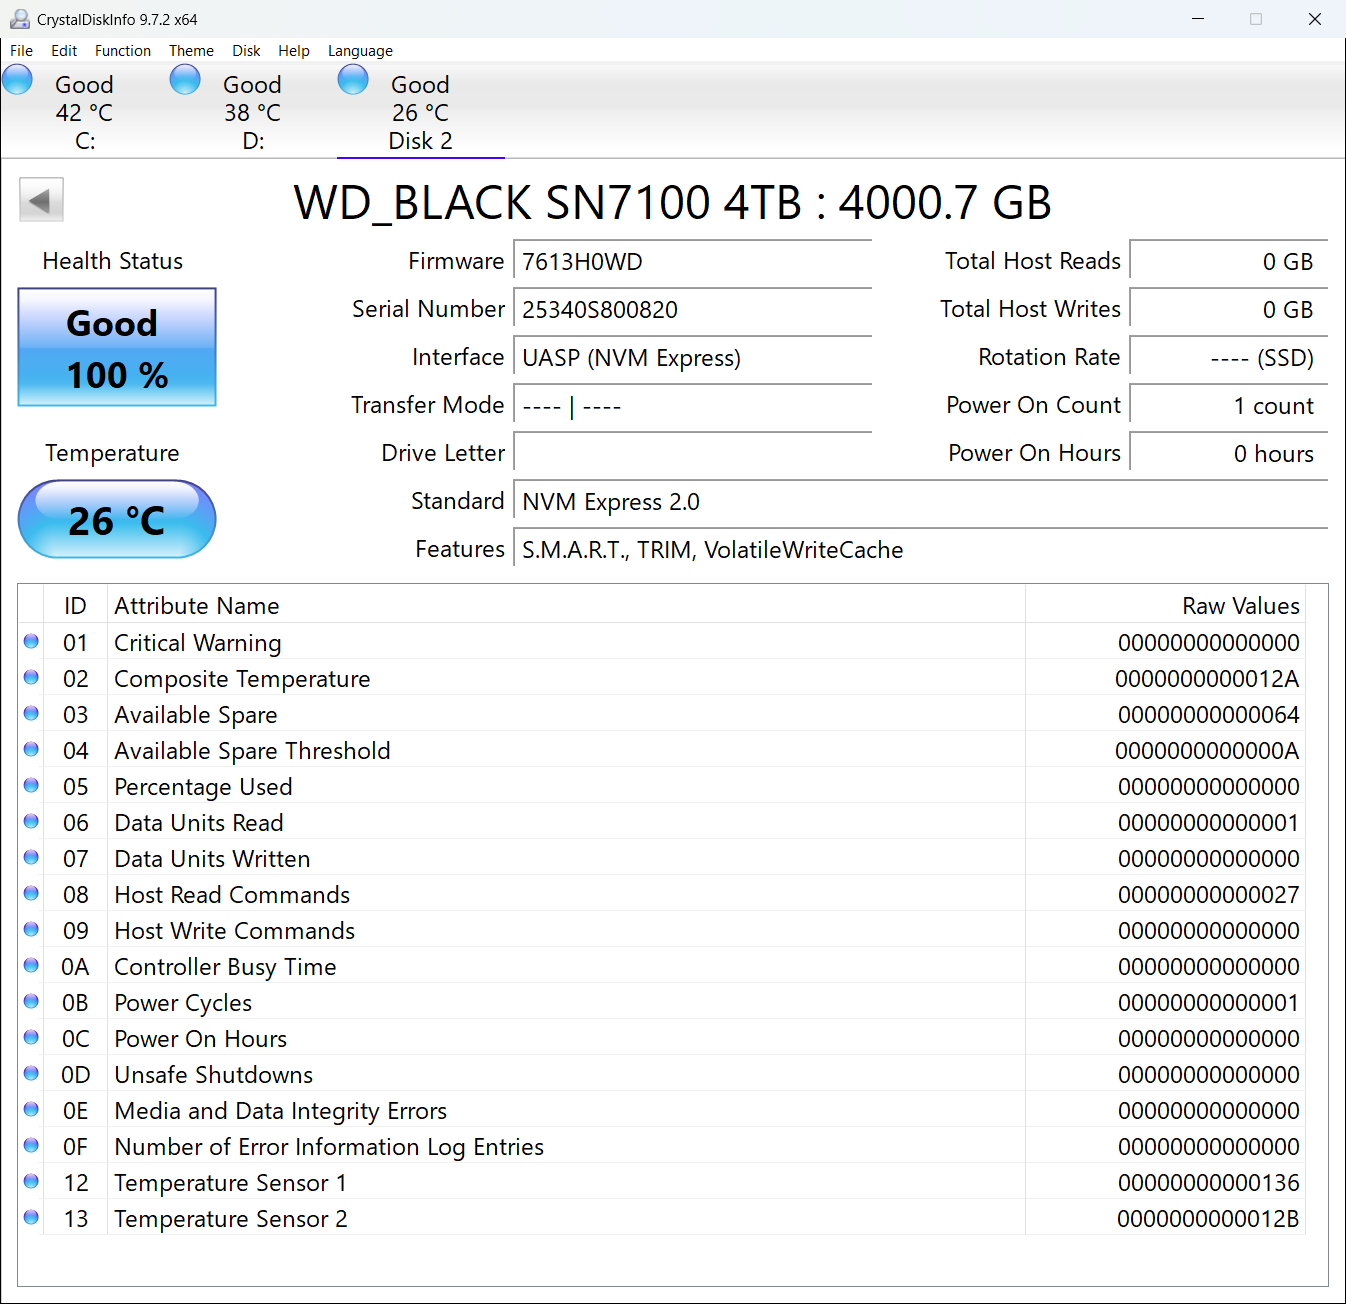 CrystalDiskInfo 9.7.2 x64
File Edit Function Theme Disk Help Language
Good Good Good
42 °C 38 °C 26 °C
C: D: Disk 2
WD_BLACK SN7100 4TB : 4000.7 GB
Health Status
Good
100 %
Temperature
26 °C
Firmware 7613H0WD
Serial Number 25340S800820
Interface UASP (NVM Express)
Transfer Mode ---- | ----
Drive Letter
Standard NVM Express 2.0
Features S.M.A.R.T., TRIM, VolatileWriteCache
Total Host Reads 0 GB
Total Host Writes 0 GB
Rotation Rate ---- (SSD)
Power On Count 1 count
Power On Hours 0 hours
ID Attribute Name Raw Values
01 Critical Warning 00000000000000
02 Composite Temperature 0000000000012A
03 Available Spare 00000000000064
04 Available Spare Threshold 0000000000000A
05 Percentage Used 00000000000000
06 Data Units Read 00000000000001
07 Data Units Written 00000000000000
08 Host Read Commands 00000000000027
09 Host Write Commands 00000000000000
0A Controller Busy Time 00000000000000
0B Power Cycles 00000000000001
0C Power On Hours 00000000000000
0D Unsafe Shutdowns 00000000000000
0E Media and Data Integrity Errors 00000000000000
0F Number of Error Information Log Entries 00000000000000
12 Temperature Sensor 1 00000000000136
13 Temperature Sensor 2 0000000000012B